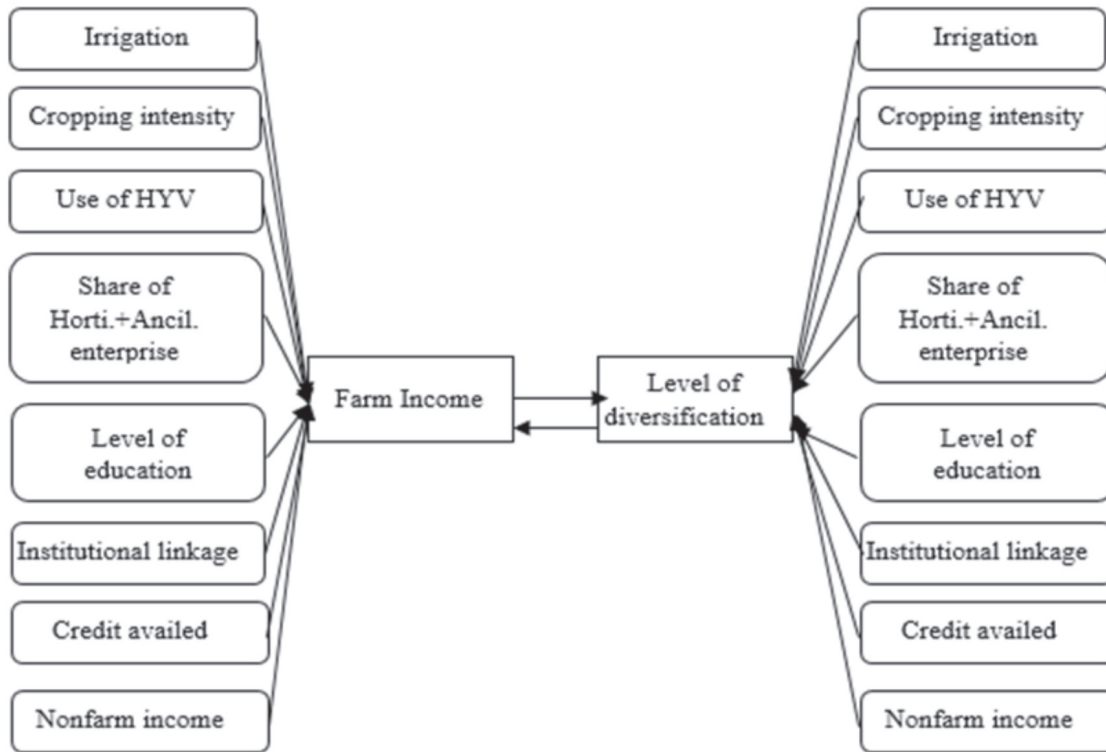 Irrigation
Cropping intensity
Use of HYV
Share of
Horti.+Ancil.
enterprise
Level of
education
Institutional linkage
Credit availed
Nonfarm income
Farm Income
Level of
diversification
Irrigation
Cropping intensity
Use of HYV
Share of
Horti.+Ancil.
enterprise
Level of
education
Institutional linkage
Credit availed
Nonfarm income